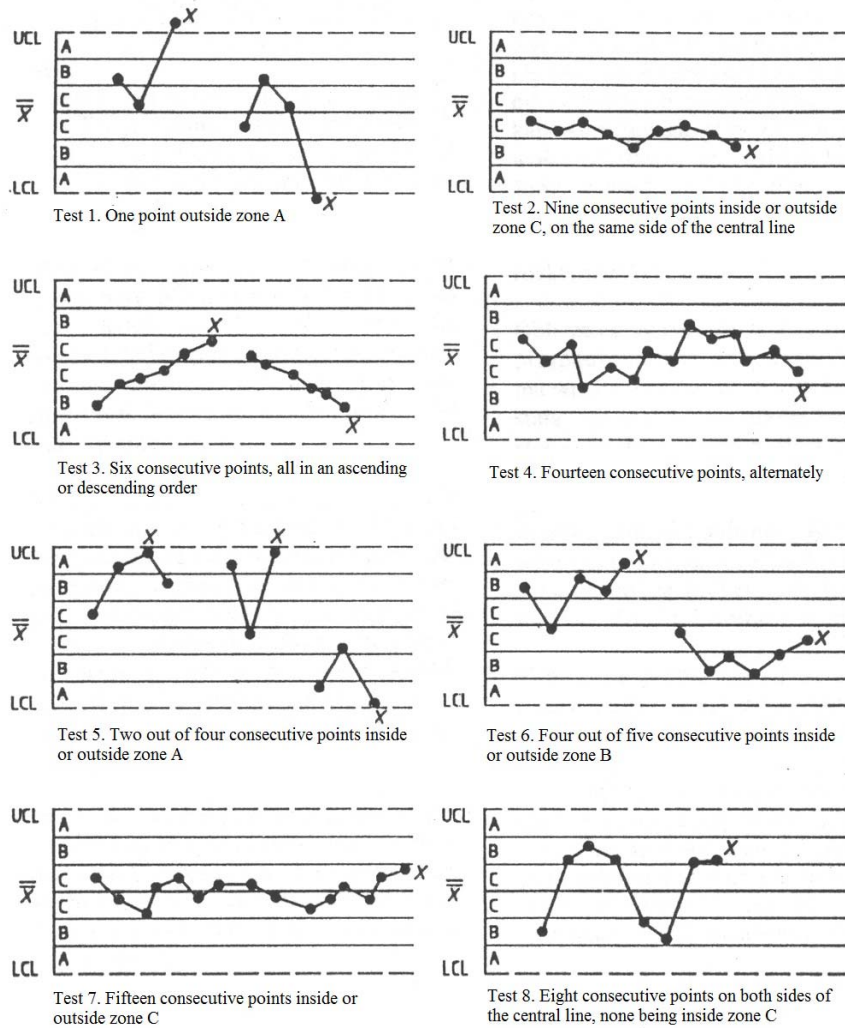 X
UCL
A
B
C
X̿
C
B
A
LCL
X
Test 1. One point outside zone A
UCL
A
B
C
X̿
C
B
X
A
LCL
Test 2. Nine consecutive points inside or outside
zone C, on the same side of the central line
UCL
A
B
X
C
X̿
C
B
A
X
LCL
Test 3. Six consecutive points, all in an ascending
or descending order
UCL
A
B
C
X̿
C
B
X
A
LCL
Test 4. Fourteen consecutive points, alternately
X X
UCL
A
B
C
X̿
C
B
A
LCL
X
Test 5. Two out of four consecutive points inside
or outside zone A
UCL
A
X
B
C
X̿
C
X
B
A
LCL
Test 6. Four out of five consecutive points inside
or outside zone B
UCL
A
B
C
X
X̿
C
B
A
LCL
Test 7. Fifteen consecutive points inside or
outside zone C
UCL
A
B
X
C
X̿
C
B
A
LCL
Test 8. Eight consecutive points on both sides of
the central line, none being inside zone C